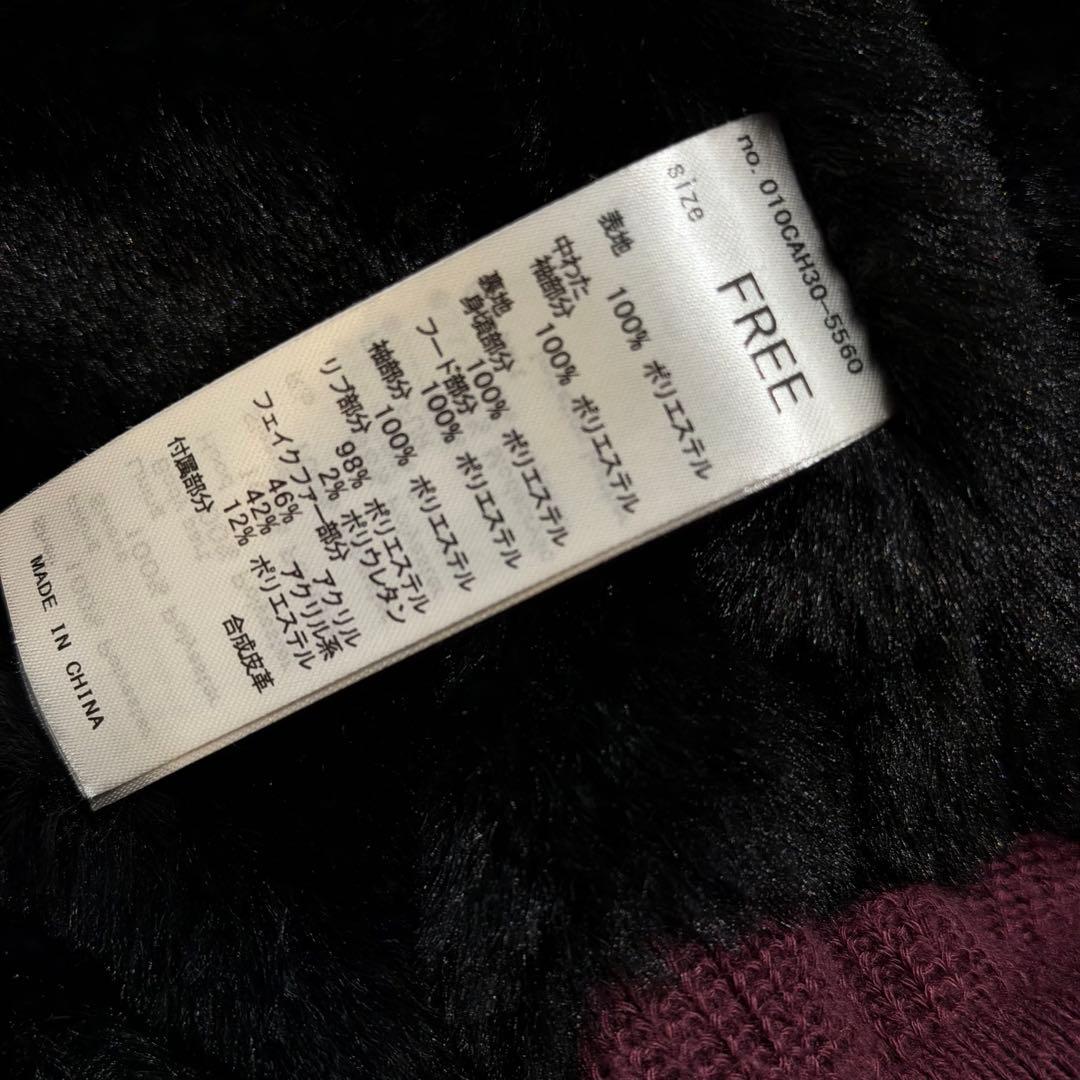 no. 010CAH30-5560
size FREE
表地 100% ポリエステル
中わた
袖部分 100% ポリエステル
裏地
身頃部分 100% ポリエステル
フード部分 100% ポリエステル
袖部分 100% ポリエステル
リブ部分 98% ポリエステル
2% ポリウレタン
フェイクファー部分
46% アクリル
42% アクリル系
12% ポリエステル
付属部分 合成皮革
MADE IN CHINA